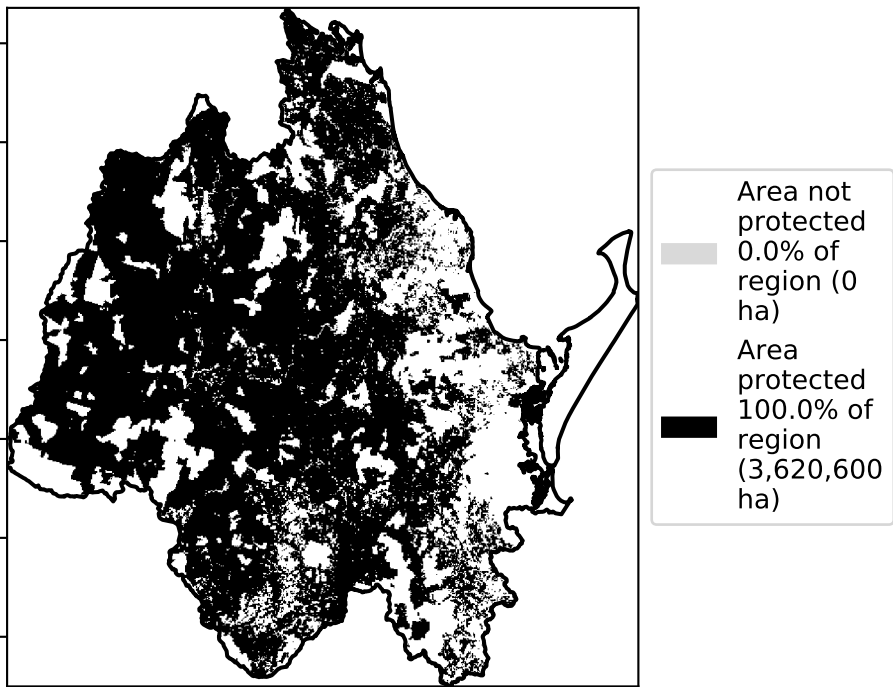 Area not
protected
0.0% of
region (0
ha)
Area
protected
100.0% of
region
(3,620,600
ha)